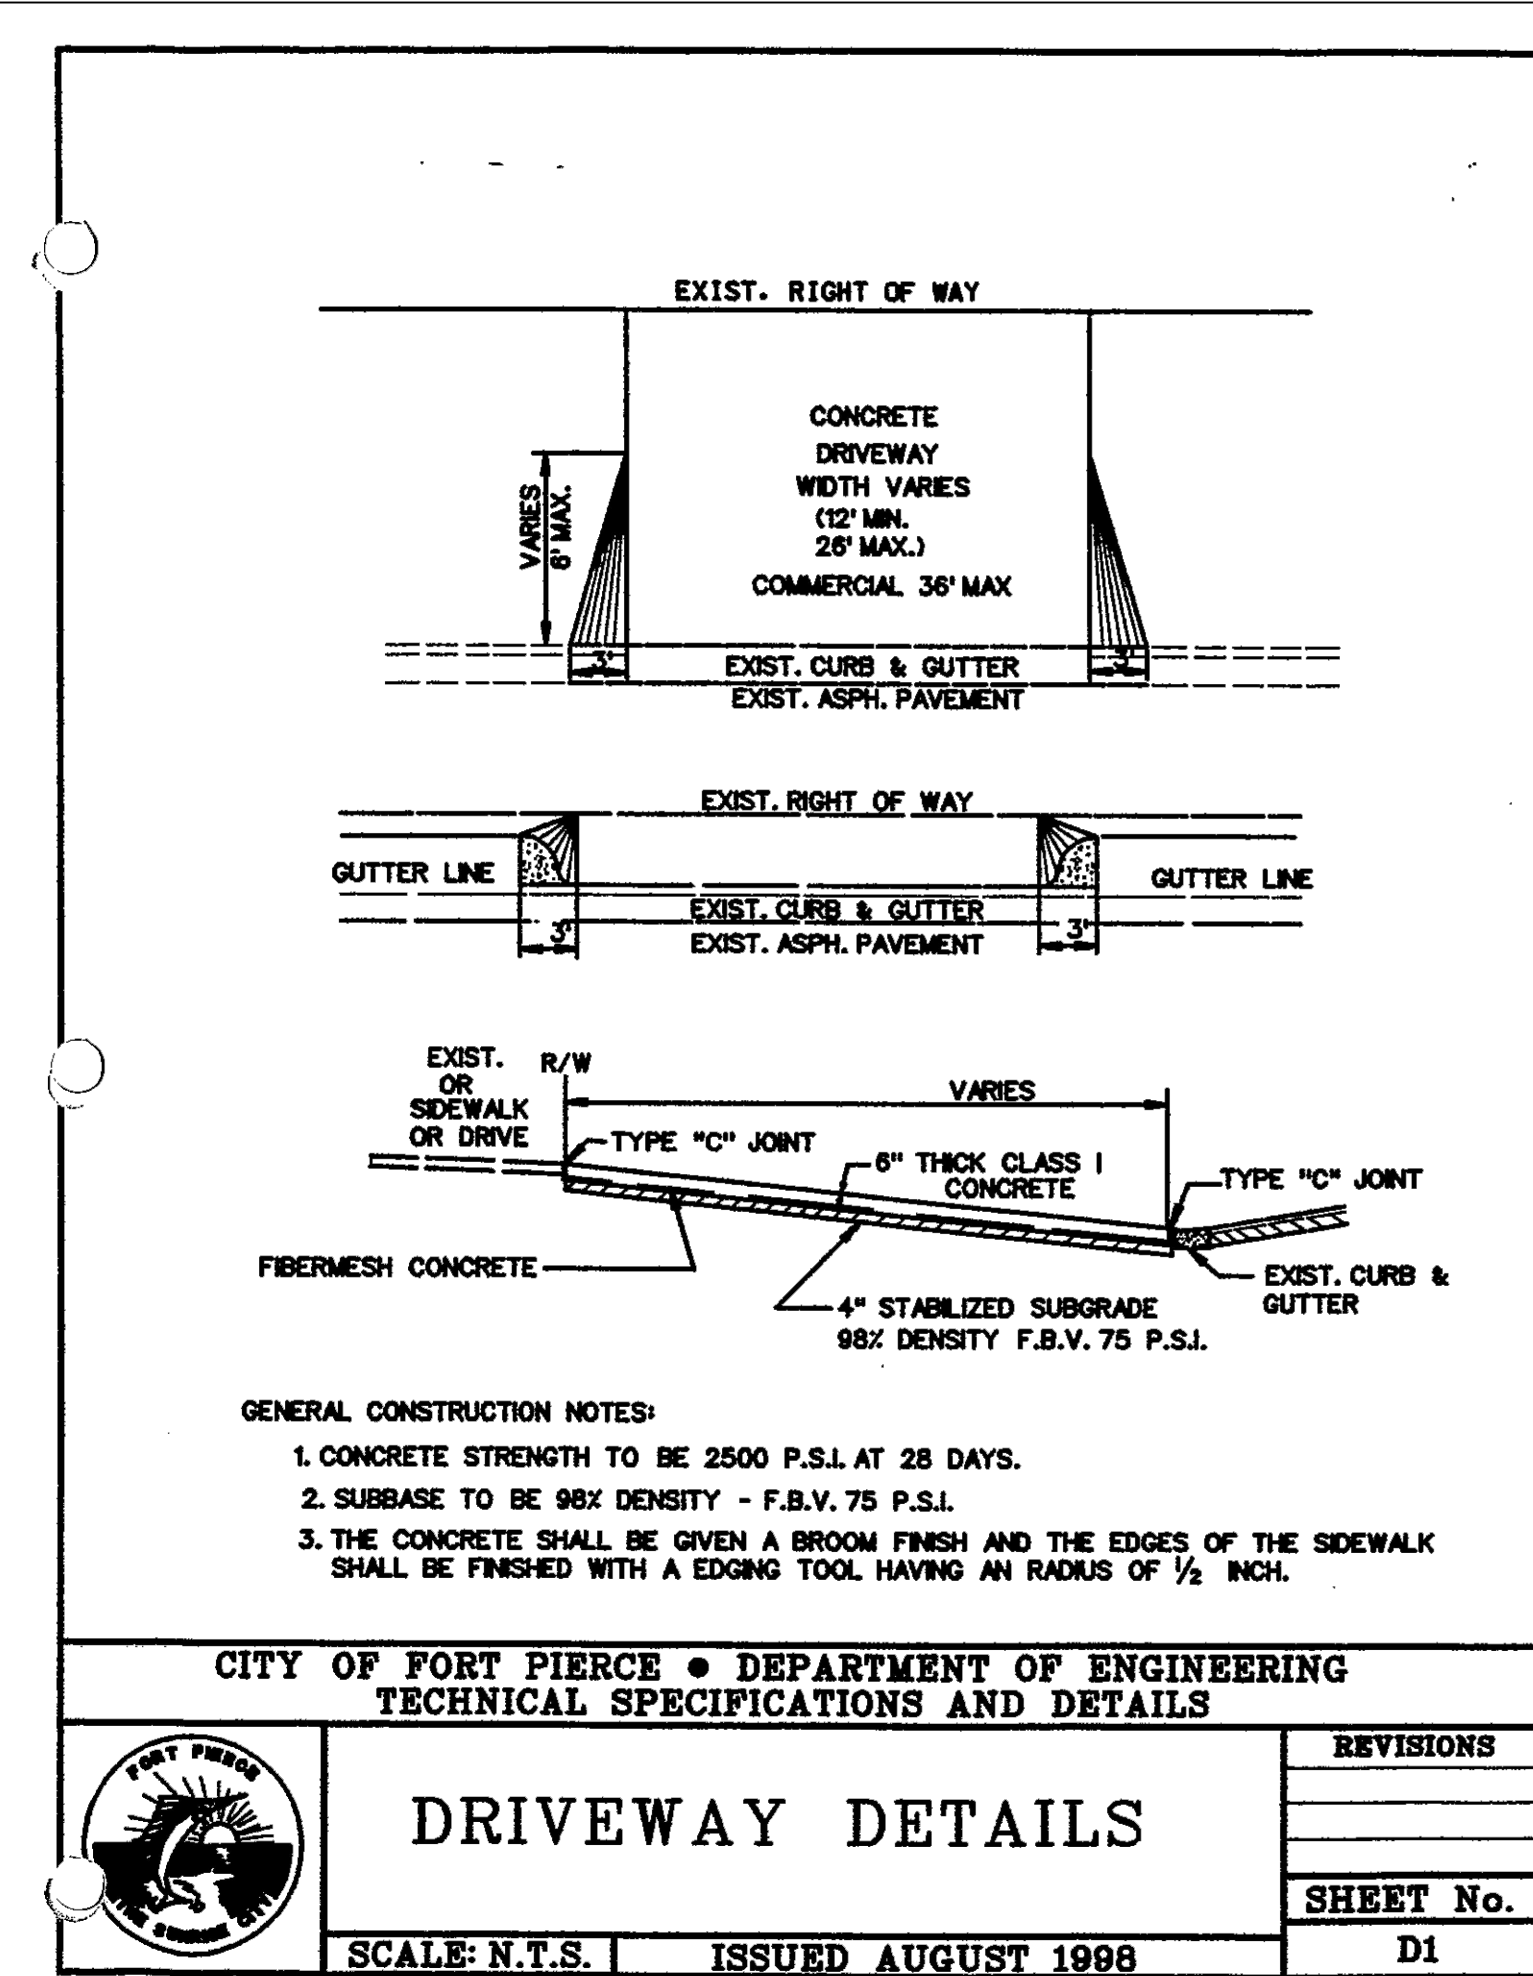 EXIST. RIGHT OF WAY
CONCRETE
DRIVEWAY
WIDTH VARIES
(12' MIN.
26' MAX.)
COMMERCIAL 36' MAX
VARIES
6' MAX.
3'
3'
EXIST. CURB & GUTTER
EXIST. ASPH. PAVEMENT
EXIST. RIGHT OF WAY
GUTTER LINE
GUTTER LINE
EXIST. CURB & GUTTER
3'
3'
EXIST. ASPH. PAVEMENT
EXIST.
OR
SIDEWALK
OR DRIVE
R/W
VARIES
TYPE "C" JOINT
6" THICK CLASS I
CONCRETE
TYPE "C" JOINT
FIBERMESH CONCRETE
EXIST. CURB &
GUTTER
4" STABILIZED SUBGRADE
98% DENSITY F.B.V. 75 P.S.I.
GENERAL CONSTRUCTION NOTES:
1. CONCRETE STRENGTH TO BE 2500 P.S.I. AT 28 DAYS.
2. SUBBASE TO BE 98% DENSITY - F.B.V. 75 P.S.I.
3. THE CONCRETE SHALL BE GIVEN A BROOM FINISH AND THE EDGES OF THE SIDEWALK
SHALL BE FINISHED WITH A EDGING TOOL HAVING AN RADIUS OF 1/2 INCH.
CITY OF FORT PIERCE ● DEPARTMENT OF ENGINEERING
TECHNICAL SPECIFICATIONS AND DETAILS
FORT PIERCE
THE SUNRISE CITY
DRIVEWAY DETAILS
REVISIONS
SHEET No.
D1
SCALE: N.T.S.
ISSUED AUGUST 1998